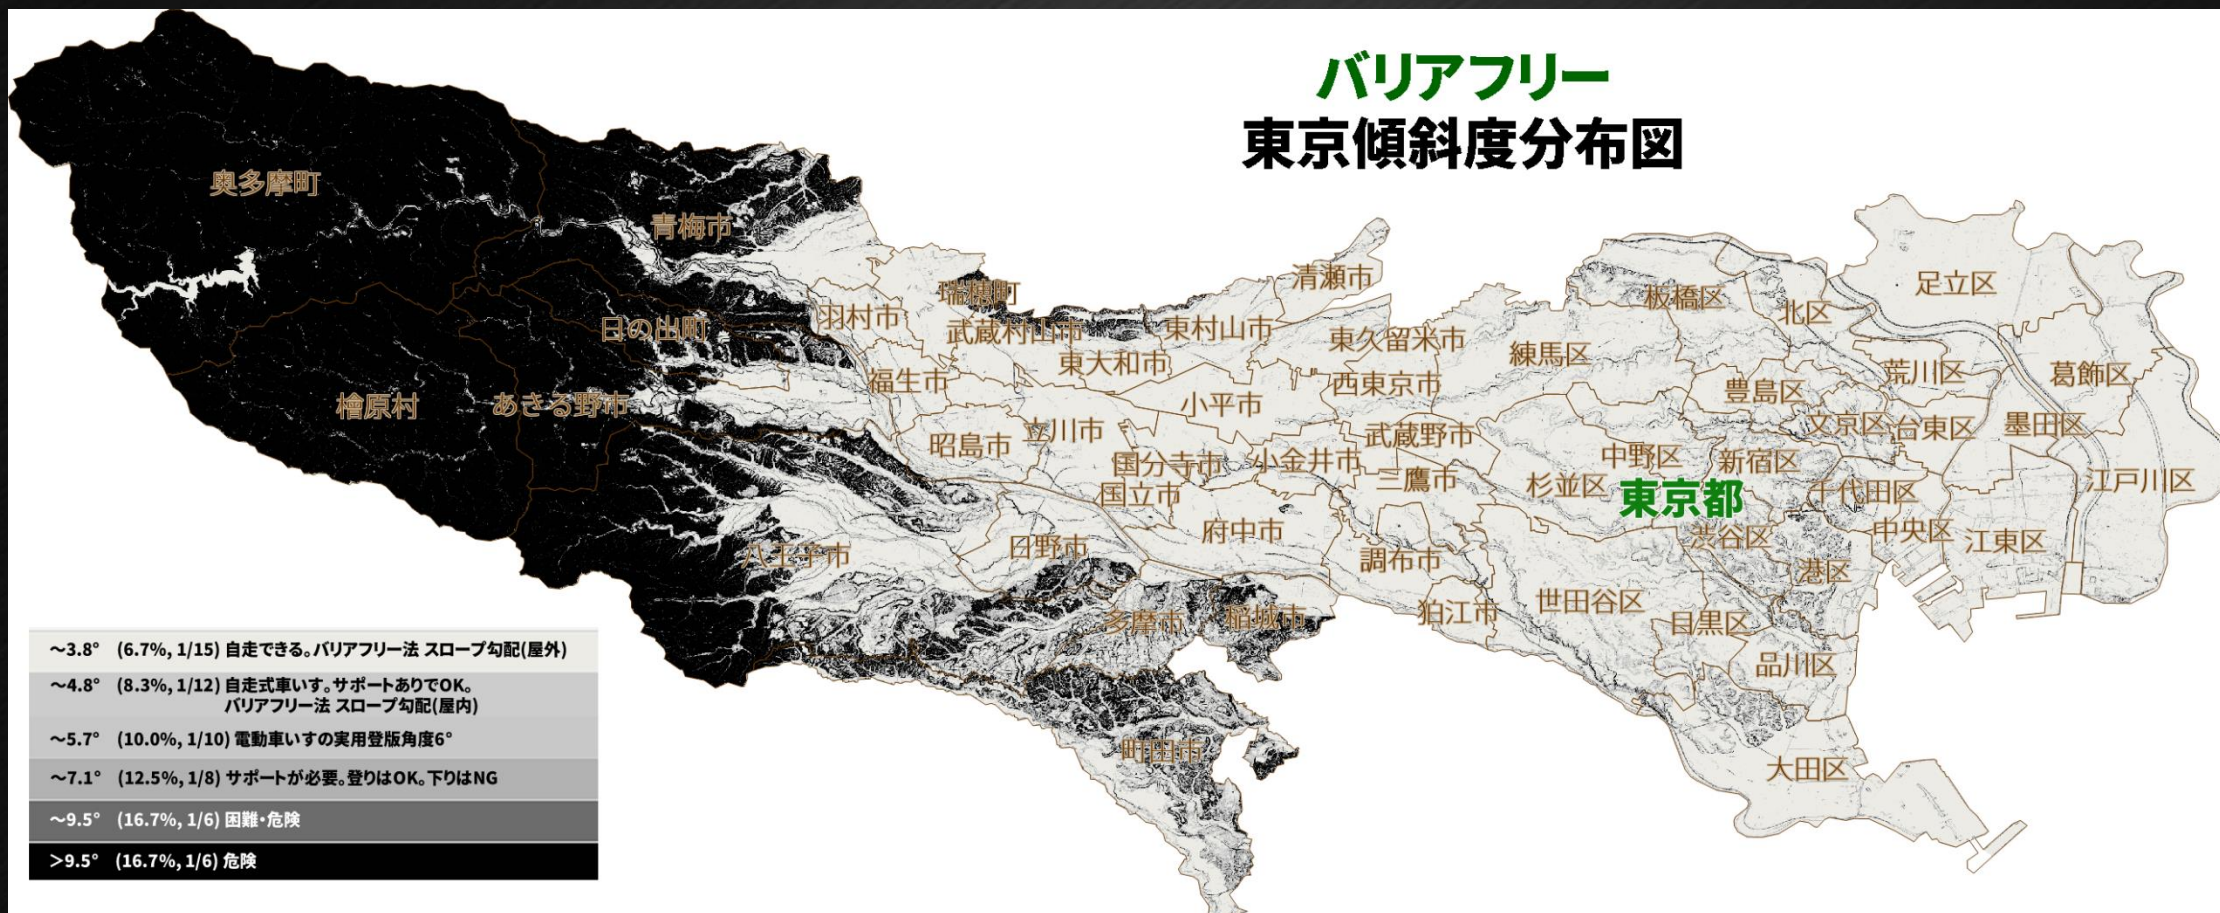 バリアフリー
東京傾斜度分布図
奥多摩町
青梅市
日の出町
檜原村
あきる野市
八王子市
羽村市
瑞穂町
武蔵村山市
福生市
東大和市
東村山市
清瀬市
東久留米市
西東京市
小平市
昭島市
立川市
国分寺市
小金井市
武蔵野市
三鷹市
国立市
府中市
日野市
調布市
多摩市
稲城市
狛江市
町田市
練馬区
板橋区
北区
足立区
豊島区
荒川区
葛飾区
文京区
台東区
墨田区
中野区
新宿区
杉並区
東京都
千代田区
江戸川区
渋谷区
中央区
江東区
港区
世田谷区
目黒区
品川区
大田区
～3.8° (6.7%, 1/15) 自走できる。バリアフリー法 スロープ勾配(屋外)
～4.8° (8.3%, 1/12) 自走式車いす。サポートありでOK。
バリアフリー法 スロープ勾配(屋内)
～5.7° (10.0%, 1/10) 電動車いすの実用登版角度6°
～7.1° (12.5%, 1/8) サポートが必要。登りはOK。下りはNG
～9.5° (16.7%, 1/6) 困難・危険
＞9.5° (16.7%, 1/6) 危険